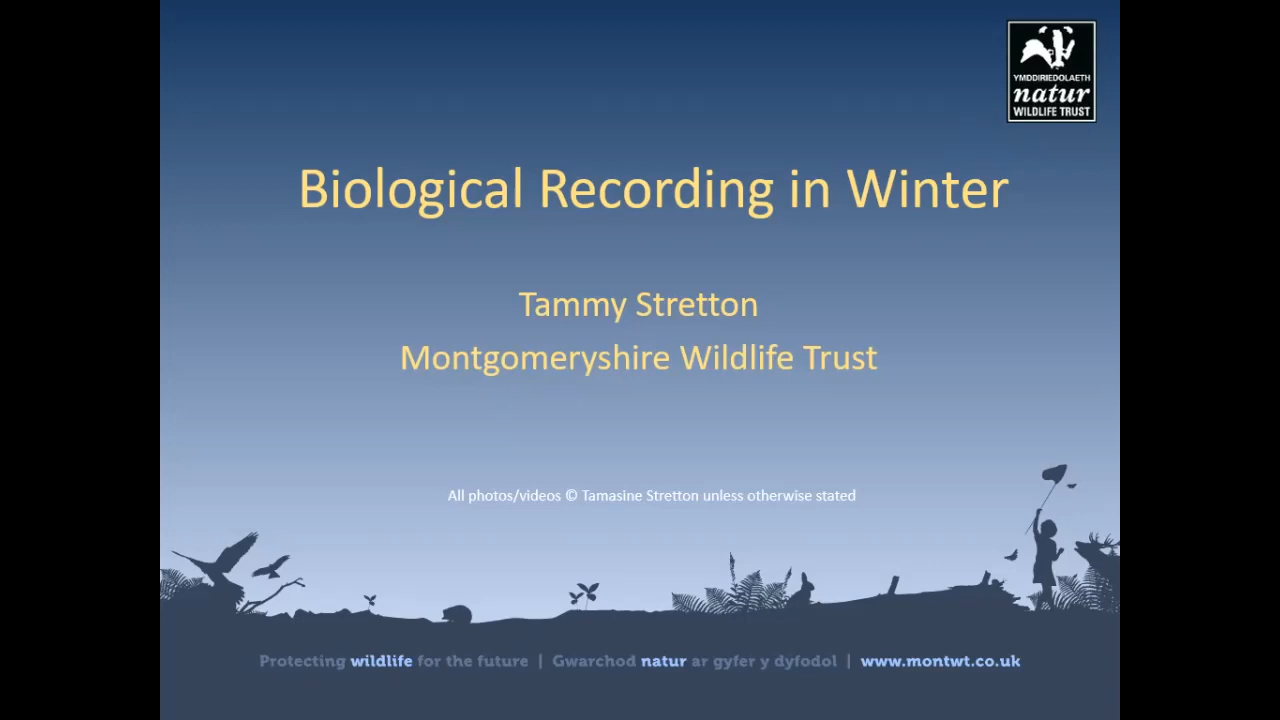 YMDDIRIEDOLAETH
natur
WILDLIFE TRUST
Biological Recording in Winter
Tammy Stretton
Montgomeryshire Wildlife Trust
All photos/videos © Tamasine Stretton unless otherwise stated
Protecting wildlife for the future | Gwarchod natur ar gyfer y dyfodol | www.montwt.co.uk